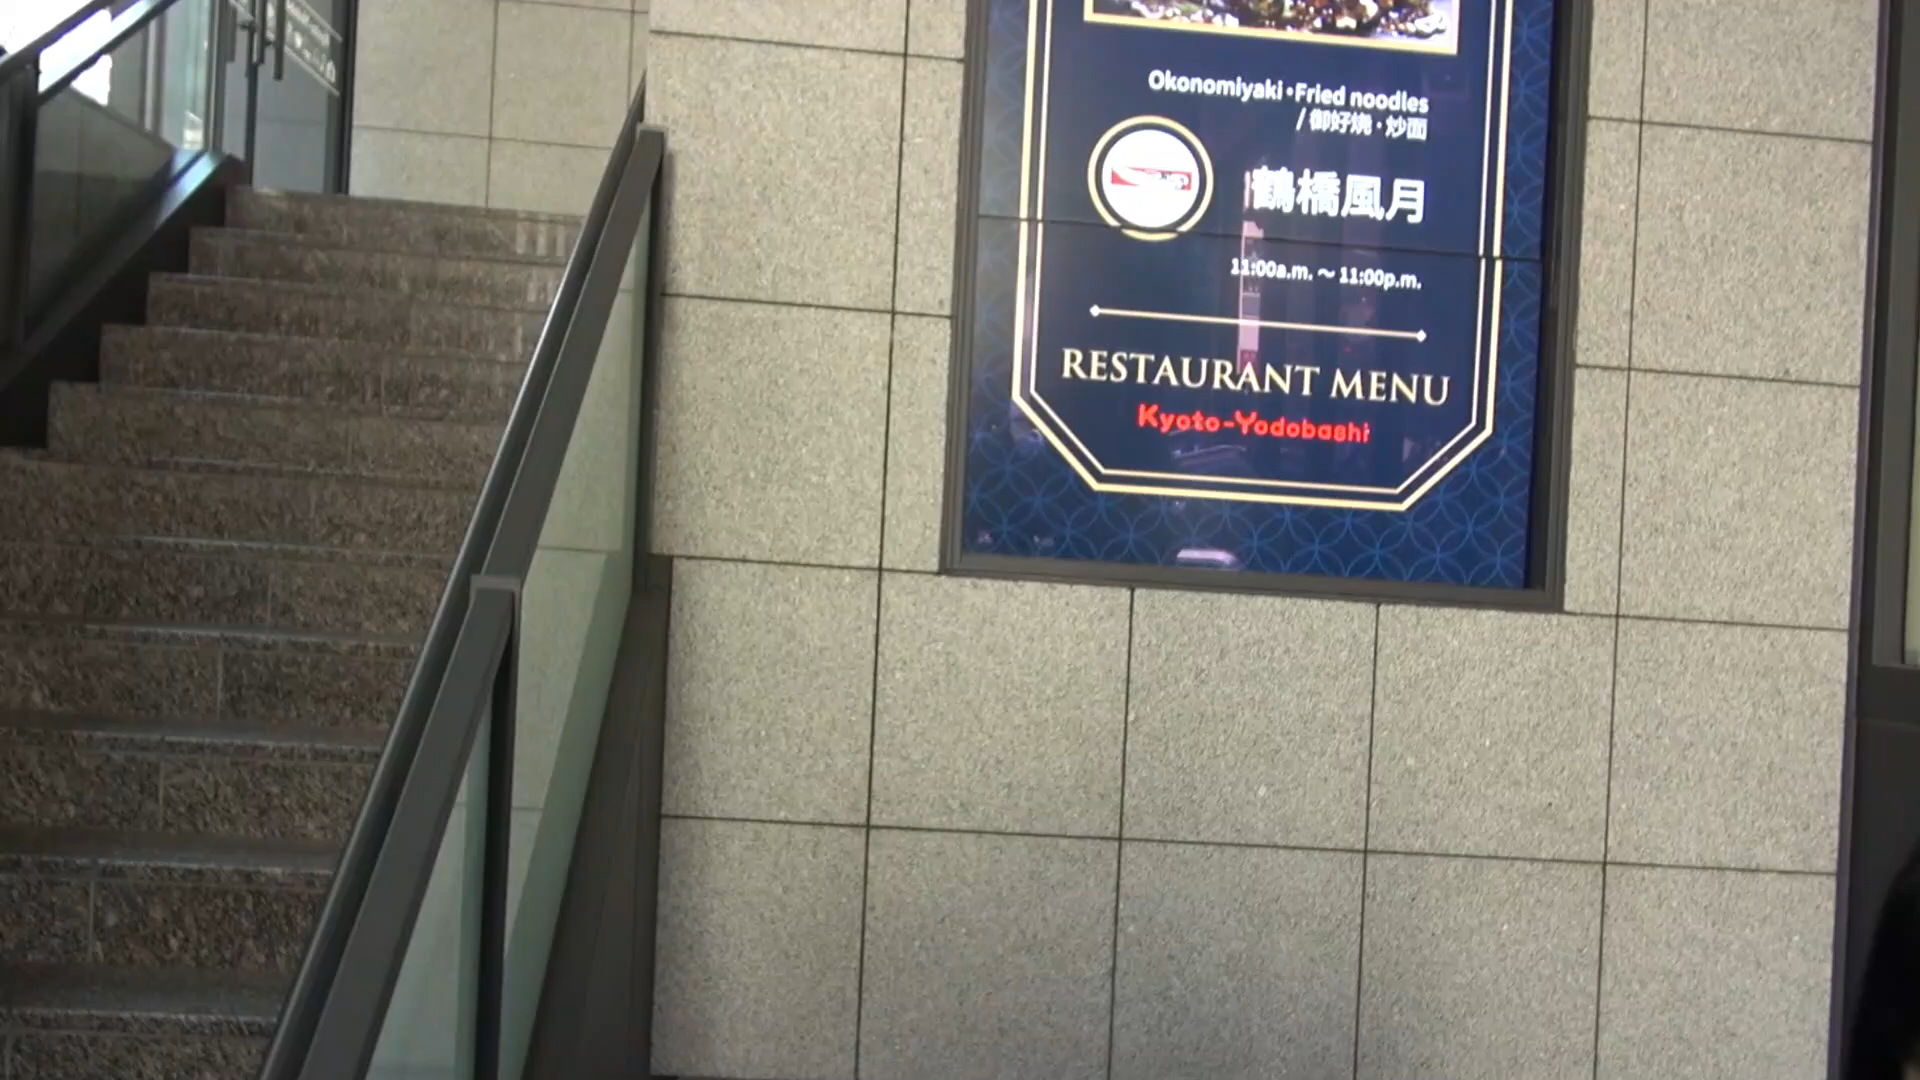 Okonomiyaki・Fried noodles
/ 御好烧・炒面
鶴橋風月
11:00a.m. ～ 11:00p.m.
RESTAURANT MENU
Kyoto-Yodobashi